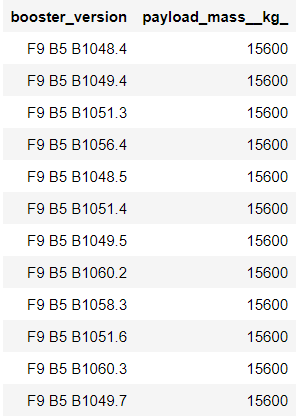 booster_version payload_mass__kg_
F9 B5 B1048.4 15600
F9 B5 B1049.4 15600
F9 B5 B1051.3 15600
F9 B5 B1056.4 15600
F9 B5 B1048.5 15600
F9 B5 B1051.4 15600
F9 B5 B1049.5 15600
F9 B5 B1060.2 15600
F9 B5 B1058.3 15600
F9 B5 B1051.6 15600
F9 B5 B1060.3 15600
F9 B5 B1049.7 15600